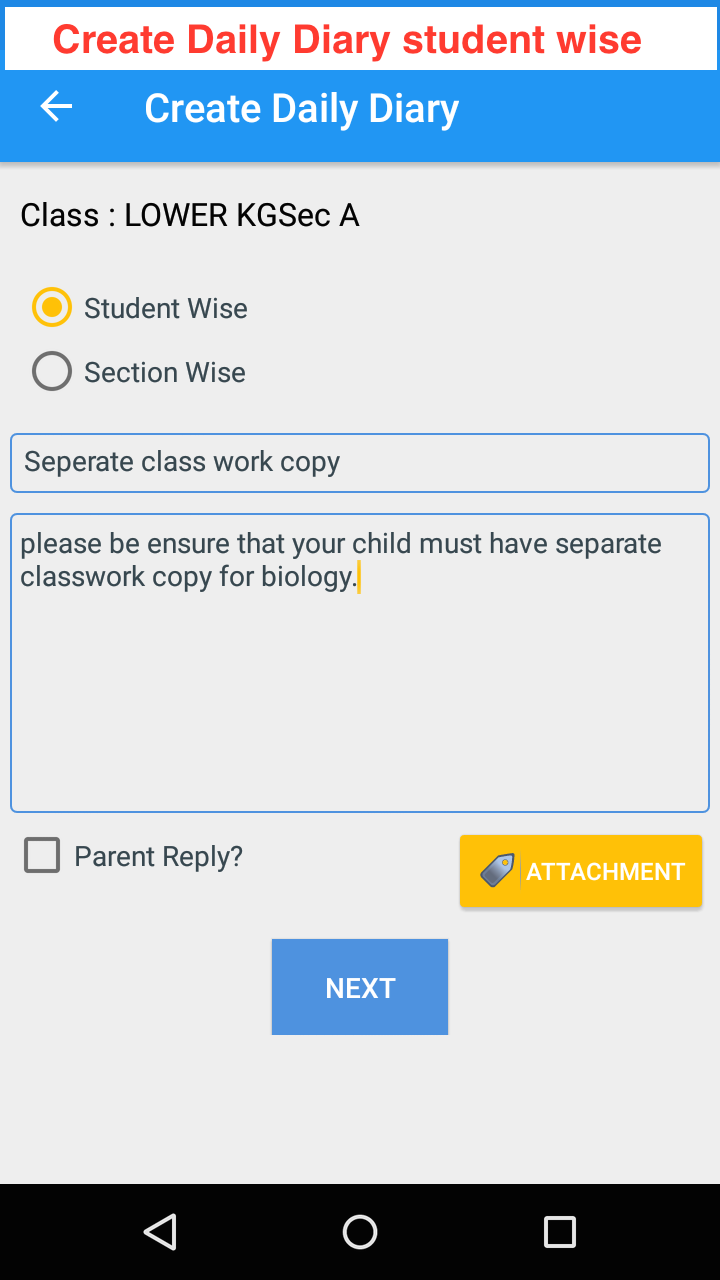 Create Daily Diary student wise
Create Daily Diary
Class : LOWER KGSec A
Student Wise
Section Wise
Seperate class work copy
please be ensure that your child must have separate
classwork copy for biology.
Parent Reply?
ATTACHMENT
NEXT